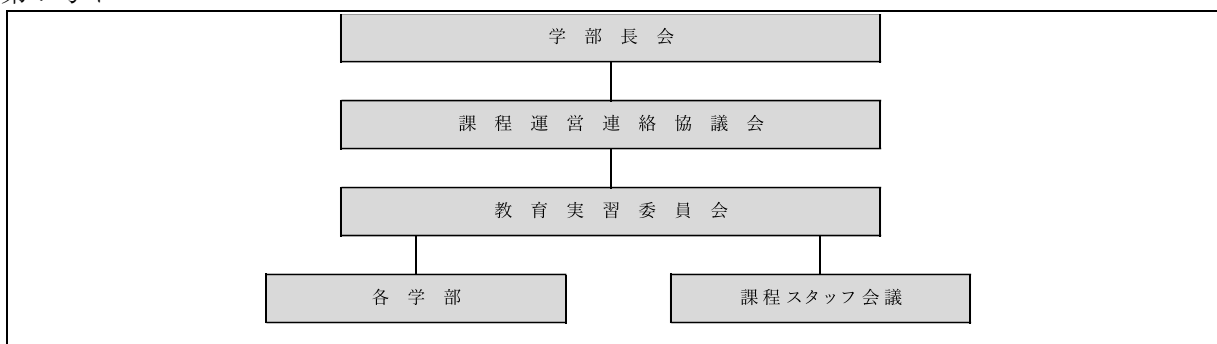 学 部 長 会
課 程 運 営 連 絡 協 議 会
教 育 実 習 委 員 会
各 学 部
課程スタッフ会議